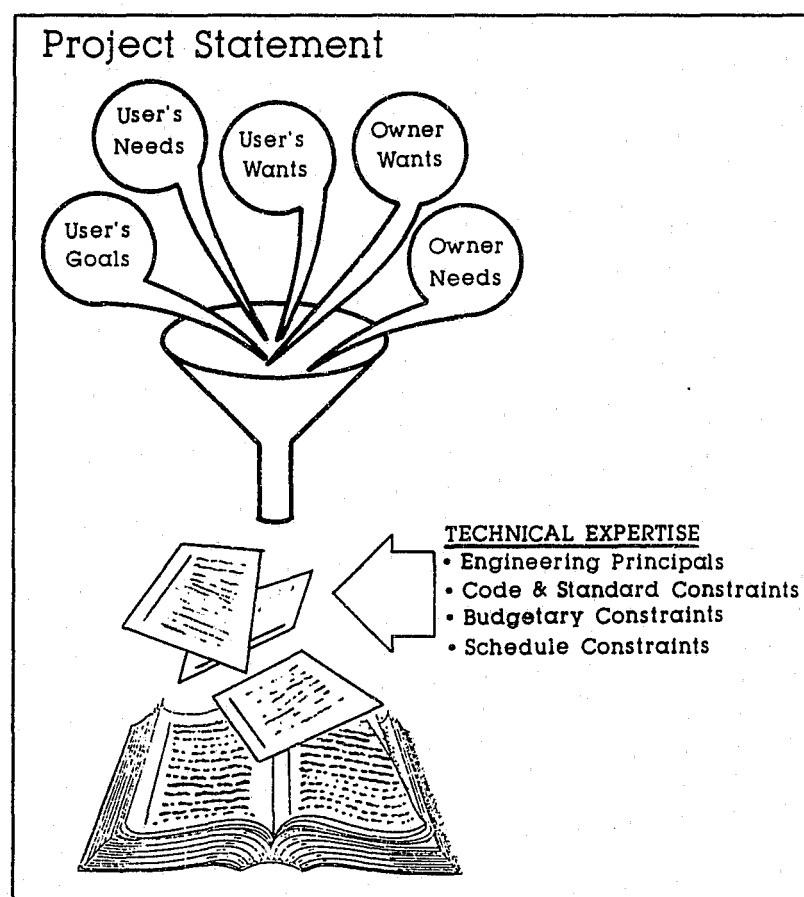 Project Statement
User's
Needs
User's
Wants
Owner
Wants
User's
Goals
Owner
Needs
TECHNICAL EXPERTISE
• Engineering Principals
• Code & Standard Constraints
• Budgetary Constraints
• Schedule Constraints